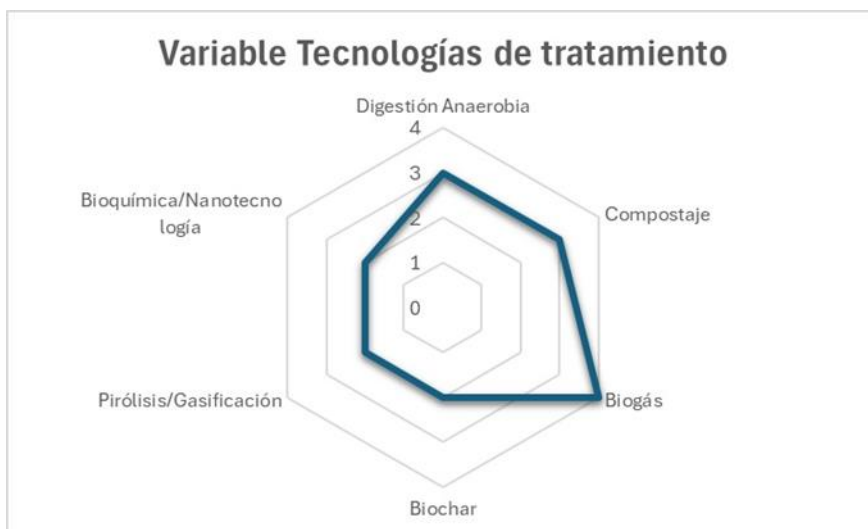 Variable Tecnologías de tratamiento
Digestión Anaerobia
4
3
2
1
0
Bioquímica/Nanotecno
logía
Compostaje
Pirólisis/Gasificación
Biogás
Biochar